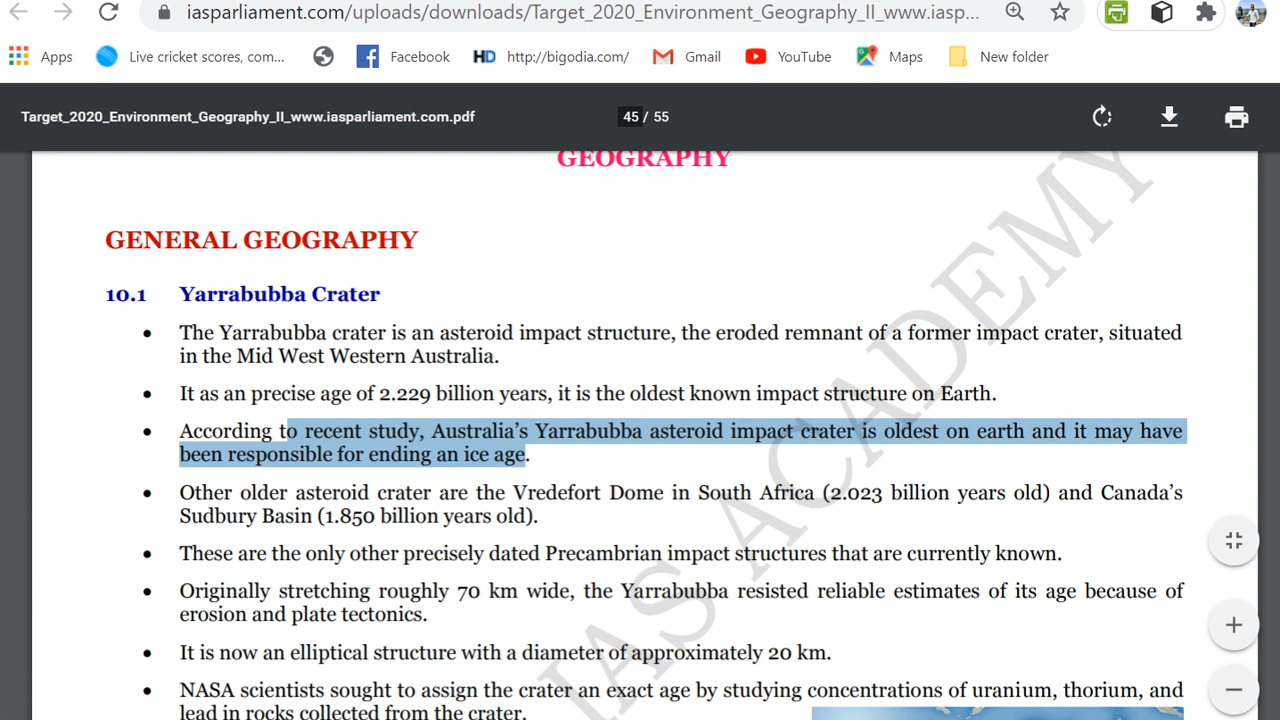 iasparliament.com/uploads/downloads/Target_2020_Environment_Geography_II_www.iasp...
Apps Live cricket scores, com... Facebook HD http://bigodia.com/ Gmail YouTube Maps New folder
Target_2020_Environment_Geography_II_www.iasparliament.com.pdf 45 / 55
GEOGRAPHY
GENERAL GEOGRAPHY
10.1 Yarrabubba Crater
• The Yarrabubba crater is an asteroid impact structure, the eroded remnant of a former impact crater, situated
in the Mid West Western Australia.
• It as an precise age of 2.229 billion years, it is the oldest known impact structure on Earth.
• According to recent study, Australia’s Yarrabubba asteroid impact crater is oldest on earth and it may have
been responsible for ending an ice age.
• Other older asteroid crater are the Vredefort Dome in South Africa (2.023 billion years old) and Canada’s
Sudbury Basin (1.850 billion years old).
• These are the only other precisely dated Precambrian impact structures that are currently known.
• Originally stretching roughly 70 km wide, the Yarrabubba resisted reliable estimates of its age because of
erosion and plate tectonics.
• It is now an elliptical structure with a diameter of approximately 20 km.
• NASA scientists sought to assign the crater an exact age by studying concentrations of uranium, thorium, and
lead in rocks collected from the crater.
IAS ACADEMY